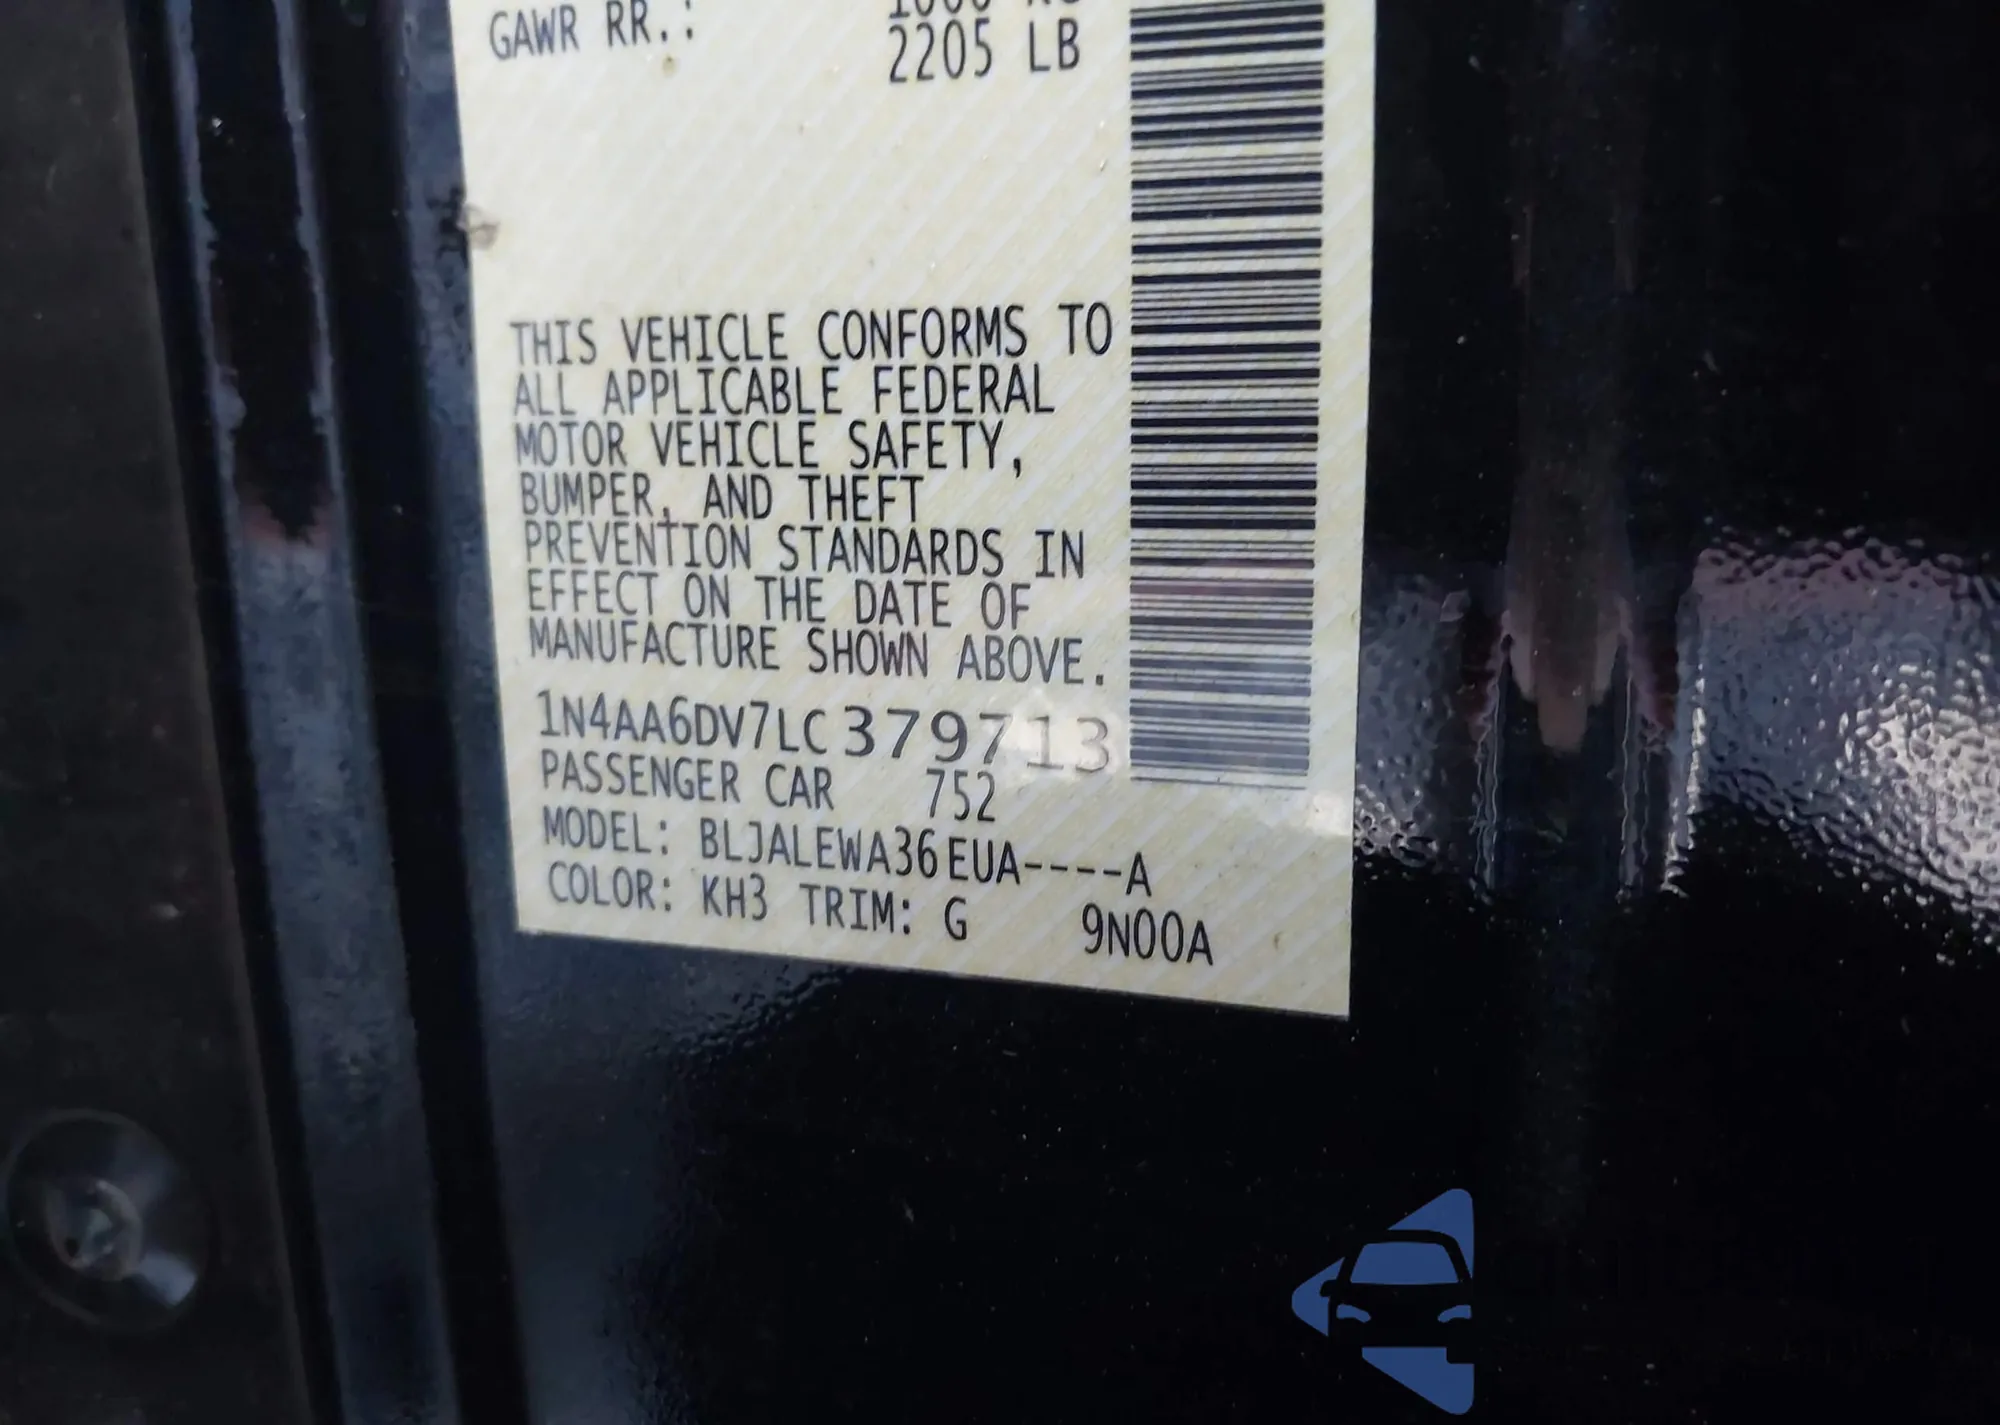 GAWR RR.: 1000 KG
2205 LB
THIS VEHICLE CONFORMS TO
ALL APPLICABLE FEDERAL
MOTOR VEHICLE SAFETY,
BUMPER, AND THEFT
PREVENTION STANDARDS IN
EFFECT ON THE DATE OF
MANUFACTURE SHOWN ABOVE.
1N4AA6DV7LC379713
PASSENGER CAR 752
MODEL: BLJALEWA36EUA----A
COLOR: KH3 TRIM: G 9N00A